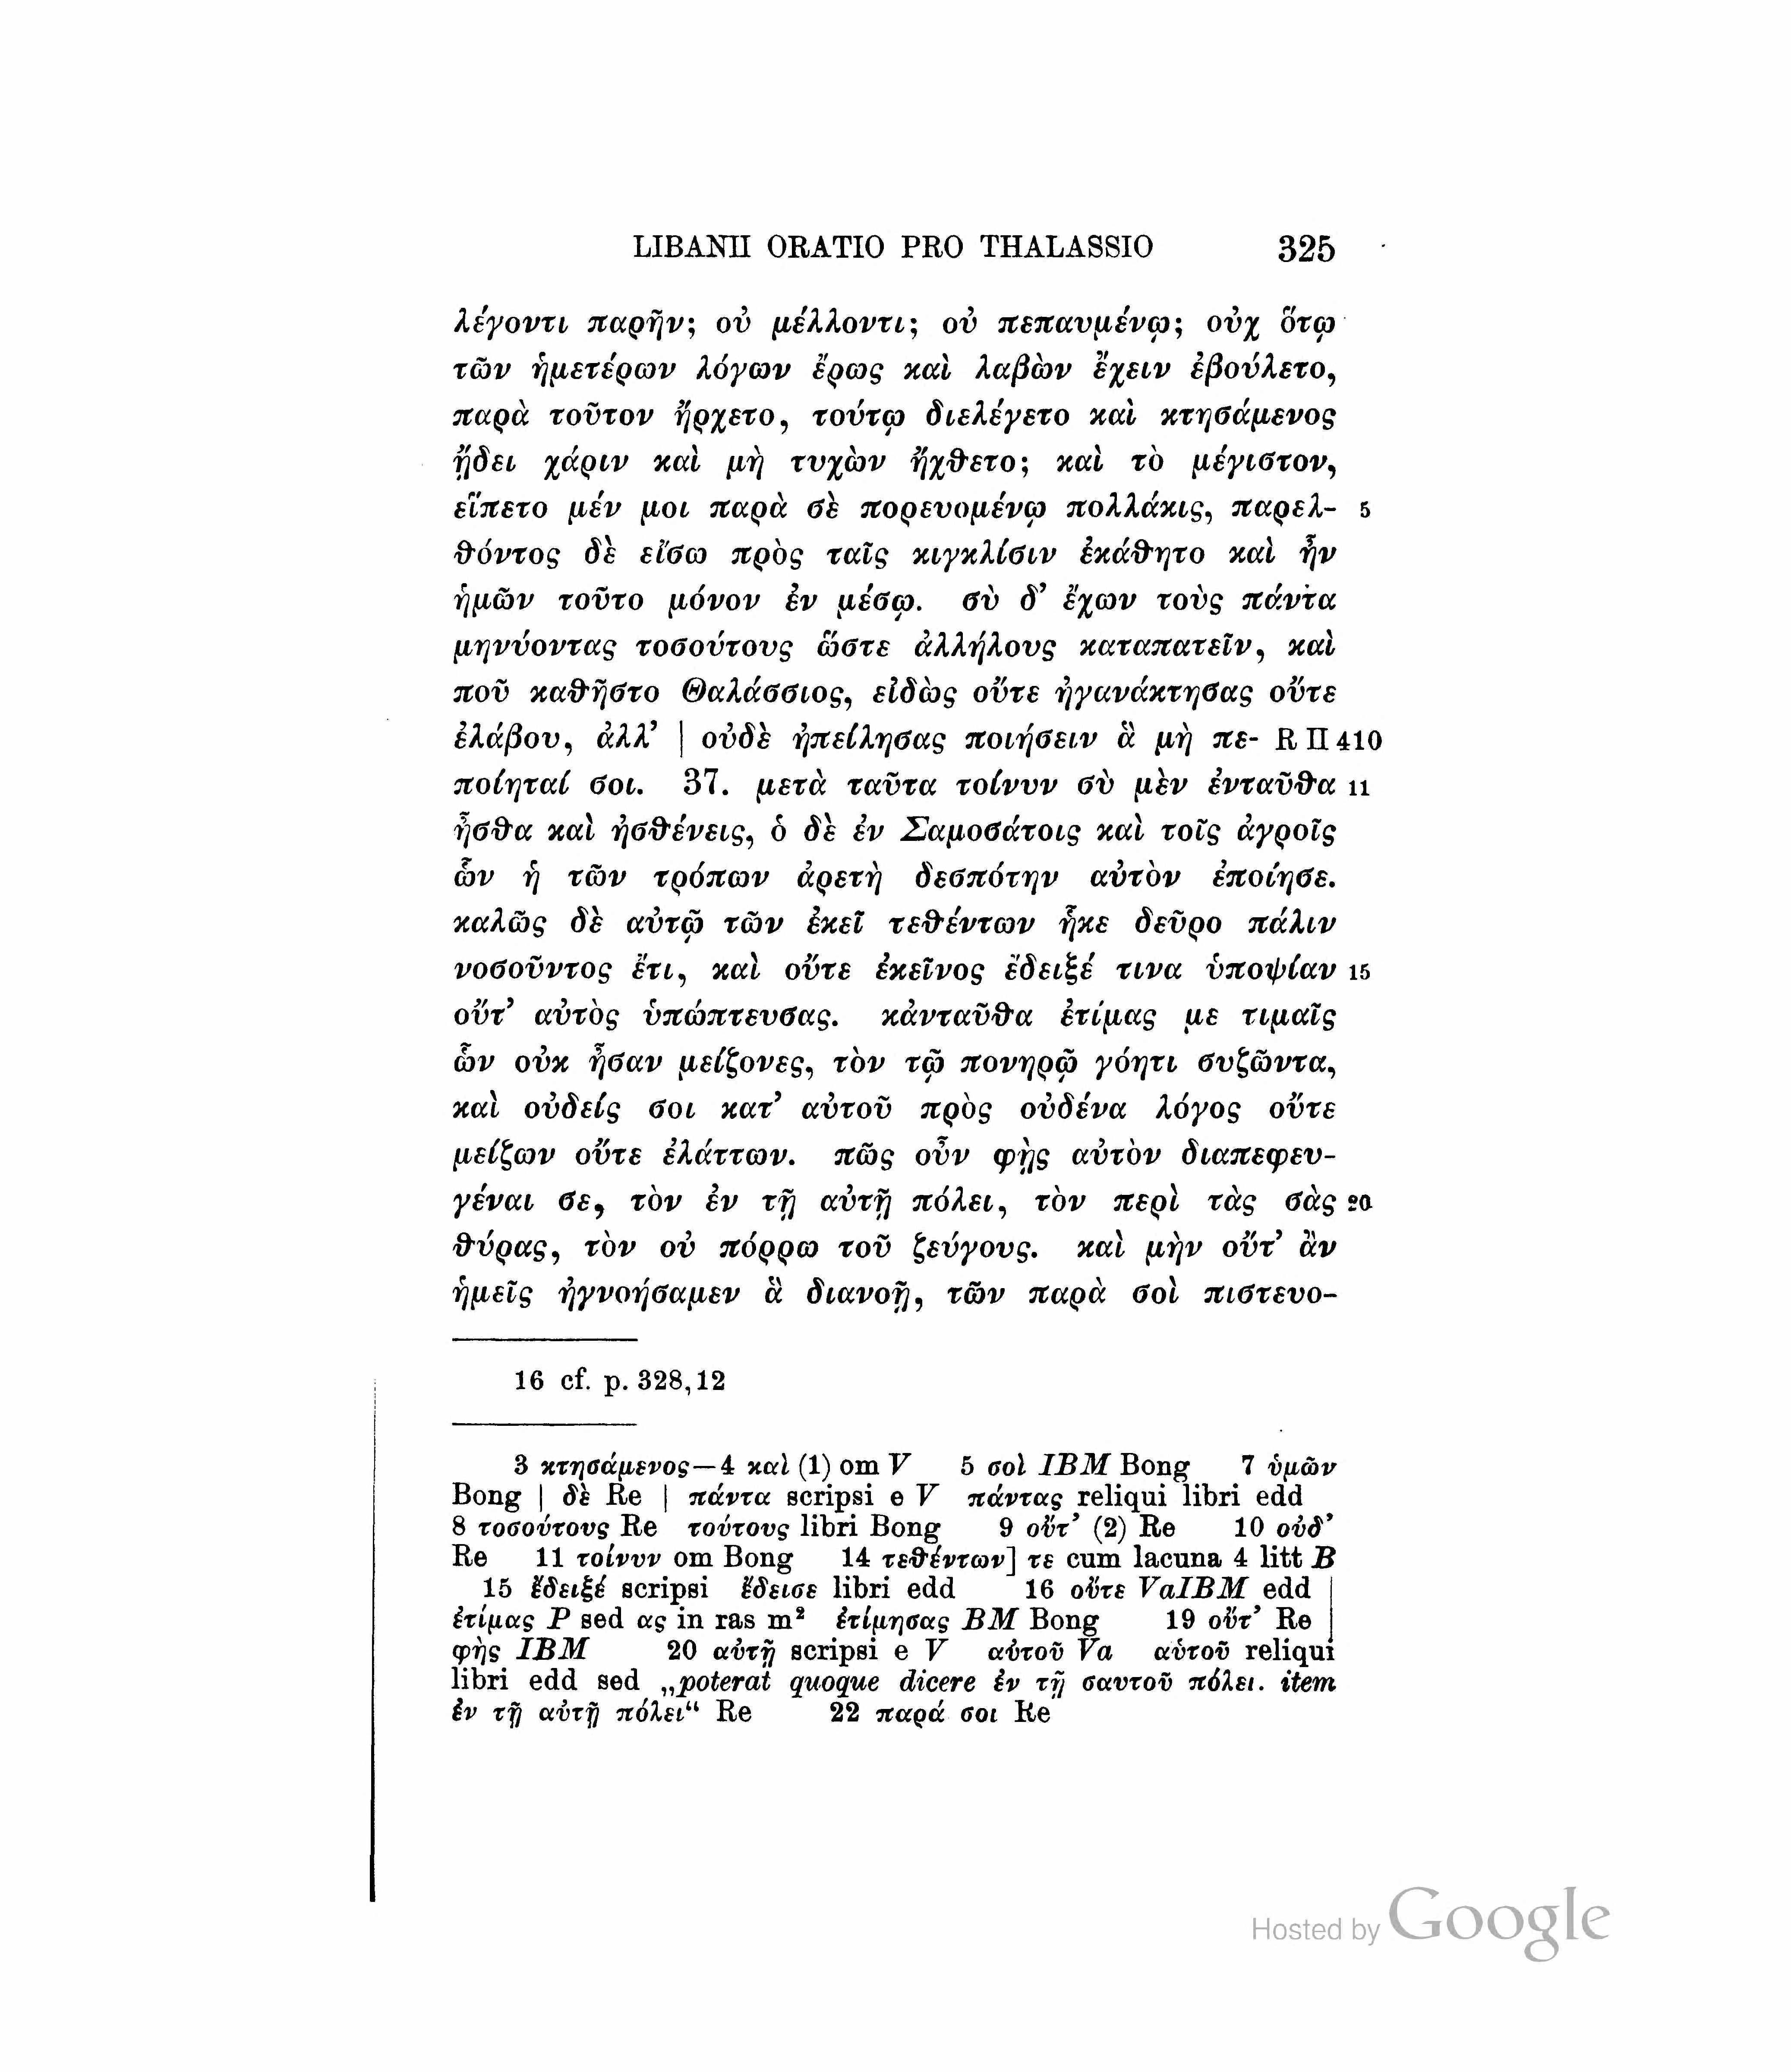 LIBANII ORATIO PRO THALASSIO 325
λέγοντι παρῆν; οὐ μέλλοντι; οὐ πεπαυμένῳ; οὐχ ὅτῳ
τῶν ἡμετέρων λόγων ἔρως καὶ λαβὼν ἔχειν ἐβούλετο,
παρὰ τοῦτον ἤρχετο, τούτῳ διελέγετο καὶ κτησάμενος
ᾔδει χάριν καὶ μὴ τυχὼν ἤχθετο; καὶ τὸ μέγιστον,
εἵπετο μέν μοι παρὰ σὲ πορευομένῳ πολλάκις, παρελ- 5
θόντος δὲ εἴσω πρὸς ταῖς κιγκλίσιν ἐκάθητο καὶ ἦν
ἡμῶν τοῦτο μόνον ἐν μέσῳ. σὺ δ’ ἔχων τοὺς πάντα
μηνύοντας τοσούτους ὥστε ἀλλήλους καταπατεῖν, καὶ
ποῦ καθῆστο Θαλάσσιος, εἰδὼς οὔτε ἠγανάκτησας οὔτε
ἐλάβου, ἀλλ’ | οὐδὲ ἠπείλησας ποιήσειν ἃ μὴ πε- R II 410
ποίηταί σοι. 37. μετὰ ταῦτα τοίνυν σὺ μὲν ἐνταῦθα 11
ἦσθα καὶ ἠσθένεις, ὁ δὲ ἐν Σαμοσάτοις καὶ τοῖς ἀγροῖς
ὧν ἡ τῶν τρόπων ἀρετὴ δεσπότην αὐτὸν ἐποίησε.
καλῶς δὲ αὐτῷ τῶν ἐκεῖ τεθέντων ἧκε δεῦρο πάλιν
νοσοῦντος ἔτι, καὶ οὔτε ἐκεῖνος ἔδειξέ τινα ὑποψίαν 15
οὔτ’ αὐτὸς ὑπώπτευσας. κἀνταῦθα ἐτίμας με τιμαῖς
ὧν οὐκ ἦσαν μείζονες, τὸν τῷ πονηρῷ γόητι συζῶντα,
καὶ οὐδείς σοι κατ’ αὐτοῦ πρὸς οὐδένα λόγος οὔτε
μείζων οὔτε ἐλάττων. πῶς οὖν φῂς αὐτὸν διαπεφευ-
γέναι σε, τὸν ἐν τῇ αὐτῇ πόλει, τὸν περὶ τὰς σὰς 20
θύρας, τὸν οὐ πόρρω τοῦ ζεύγους. καὶ μὴν οὔτ’ ἂν
ἡμεῖς ἠγνοήσαμεν ἃ διανοῇ, τῶν παρὰ σοὶ πιστευο-
16 cf. p. 328,12
3 κτησάμενος—4 καὶ (1) om V 5 σοὶ IBM Bong 7 ὑμῶν
Bong | δὲ Re | πάντα scripsi e V πάντας reliqui libri edd
8 τοσούτους Re τούτους libri Bong 9 οὔτ’ (2) Re 10 οὐδ’
Re 11 τοίνυν om Bong 14 τεθέντων] τε cum lacuna 4 litt B
15 ἔδειξέ scripsi ἔδεισε libri edd 16 οὔτε VaIBM edd |
ἐτίμας P sed ας in ras m² ἐτίμησας BM Bong 19 οὔτ’ Re |
φὴς IBM 20 αὐτῇ scripsi e V αὐτοῦ Va αὑτοῦ reliqui
libri edd sed „poterat quoque dicere ἐν τῇ σαυτοῦ πόλει. item
ἐν τῇ αὐτῇ πόλει“ Re 22 παρά σοι Re
Hosted by Google